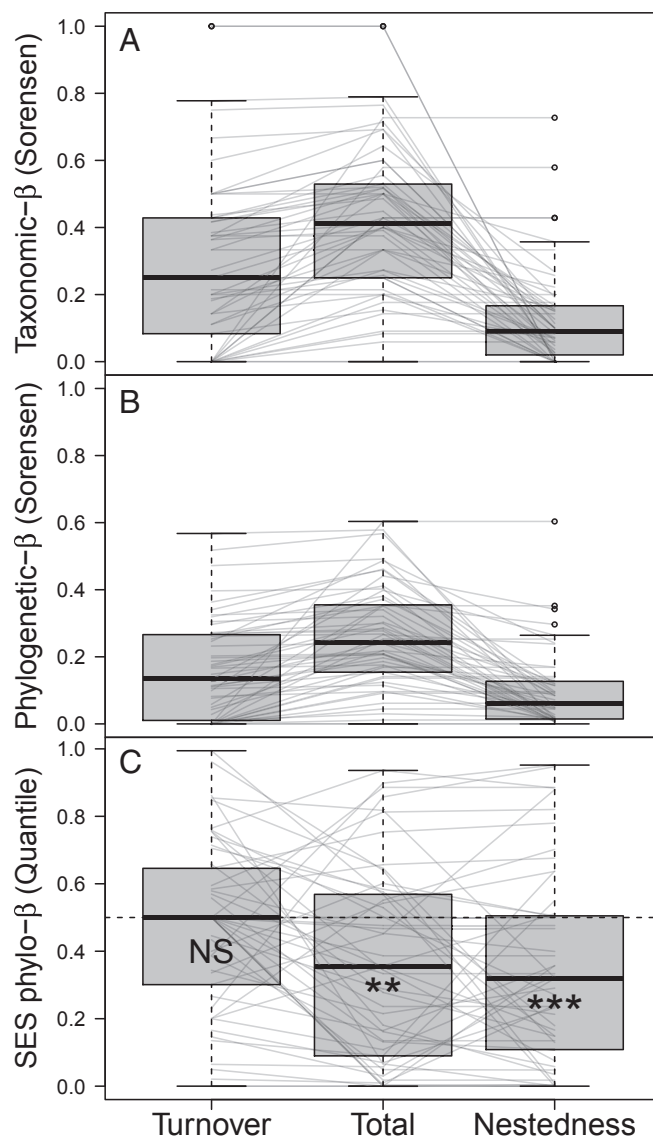 A
Taxonomic-β (Sorensen)
1.0
0.8
0.6
0.4
0.2
0.0
B
Phylogenetic-β (Sorensen)
1.0
0.8
0.6
0.4
0.2
0.0
C
SES phylo-β (Quantile)
1.0
0.8
0.6
0.4
0.2
0.0
NS
**
***
Turnover Total Nestedness